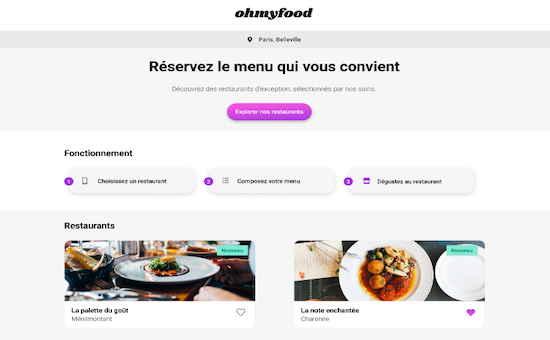 ohmyfood
Paris, Belleville
Réservez le menu qui vous convient
Découvrez des restaurants d'exception, sélectionnés par nos soins.
Explorer nos restaurants
Fonctionnement
1 Choisissez un restaurant
2 Composez votre menu
3 Dégustez au restaurant
Restaurants
Nouveau
Nouveau
La palette du goût
Ménilmontant
La note enchantée
Charonne